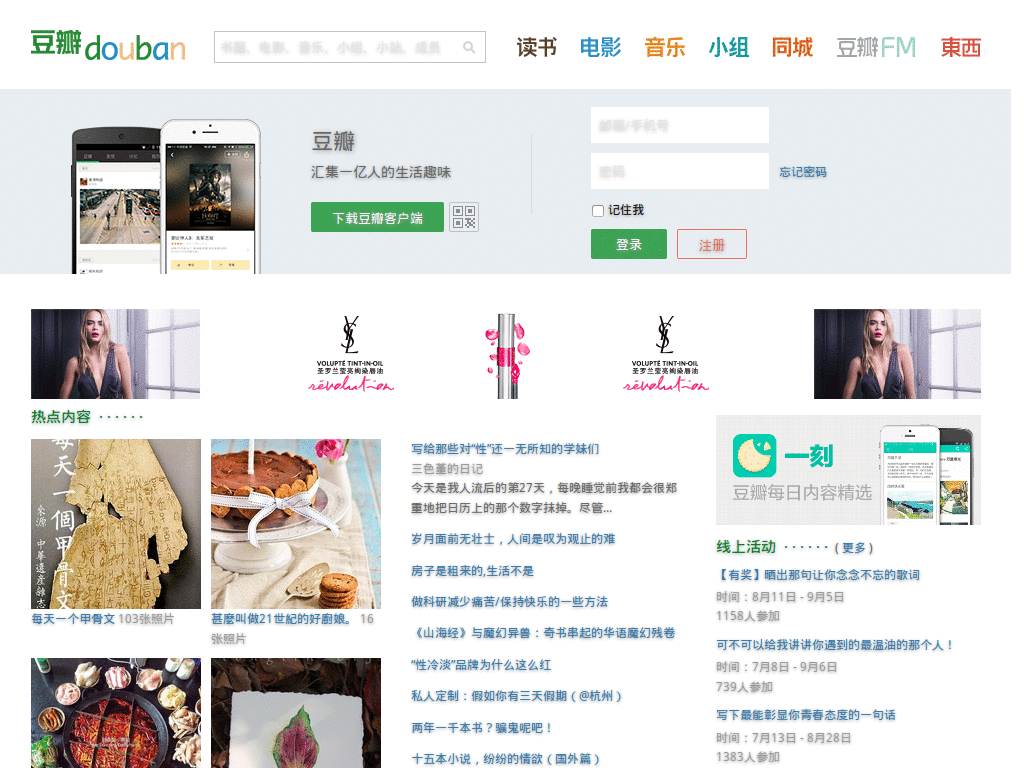 豆瓣douban
书籍、电影、音乐、小组、小站、成员
读书 电影 音乐 小组 同城 豆瓣FM 東西
豆瓣
汇集一亿人的生活趣味
下载豆瓣客户端
邮箱/手机号
密码
忘记密码
记住我
登录 注册
VOLUPTÉ TINT-IN-OIL
圣罗兰莹亮绚染唇油
révolution
VOLUPTÉ TINT-IN-OIL
圣罗兰莹亮绚染唇油
révolution
热点内容 · · · · · ·
每天一個甲骨文
每天一个甲骨文 103张照片
甚麼叫做21世紀的好廚娘。 16
张照片
写给那些对“性”还一无所知的学妹们
三色堇的日记
今天是我人流后的第27天，每晚睡觉前我都会很郑
重地把日历上的那个数字抹掉。尽管...
岁月面前无壮士，人间是叹为观止的难
房子是租来的,生活不是
做科研减少痛苦/保持快乐的一些方法
《山海经》与魔幻异兽：奇书串起的华语魔幻残卷
“性冷淡”品牌为什么这么红
私人定制：假如你有三天假期（@杭州）
两年一千本书？骗鬼呢吧！
十五本小说，纷纷的情欲（国外篇）
一刻
豆瓣每日内容精选
线上活动 · · · · · · ( 更多 )
【有奖】晒出那句让你念念不忘的歌词
时间：8月11日 - 9月5日
1158人参加
可不可以给我讲讲你遇到的最温油的那个人！
时间：7月8日 - 9月6日
739人参加
写下最能彰显你青春态度的一句话
时间：7月13日 - 8月28日
1383人参加